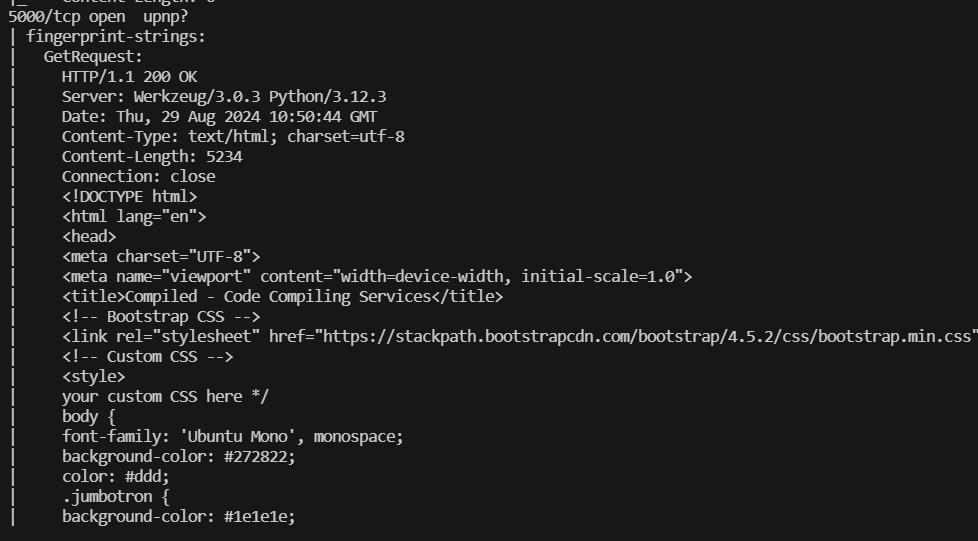 5000/tcp open  upnp?
| fingerprint-strings:
|   GetRequest:
|     HTTP/1.1 200 OK
|     Server: Werkzeug/3.0.3 Python/3.12.3
|     Date: Thu, 29 Aug 2024 10:50:44 GMT
|     Content-Type: text/html; charset=utf-8
|     Content-Length: 5234
|     Connection: close
|     <!DOCTYPE html>
|     <html lang="en">
|     <head>
|     <meta charset="UTF-8">
|     <meta name="viewport" content="width=device-width, initial-scale=1.0">
|     <title>Compiled - Code Compiling Services</title>
|     <!-- Bootstrap CSS -->
|     <link rel="stylesheet" href="https://stackpath.bootstrapcdn.com/bootstrap/4.5.2/css/bootstrap.min.css"
|     <!-- Custom CSS -->
|     <style>
|     your custom CSS here */
|     body {
|     font-family: 'Ubuntu Mono', monospace;
|     background-color: #272822;
|     color: #ddd;
|     .jumbotron {
|     background-color: #1e1e1e;